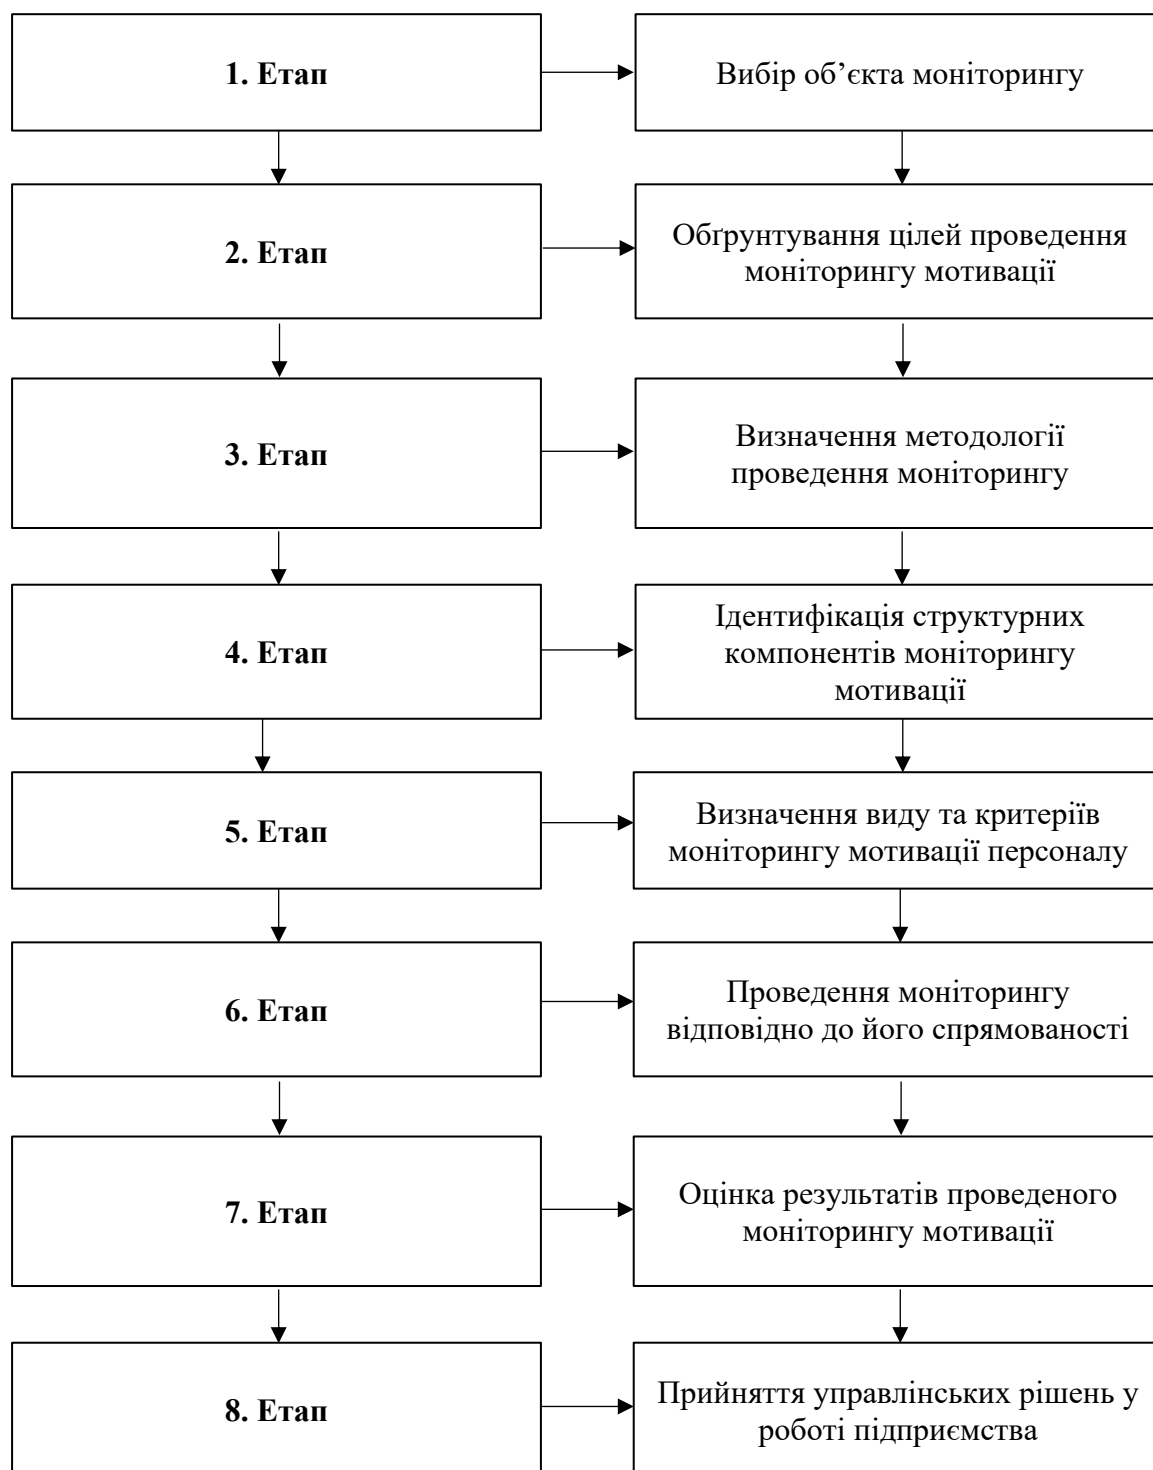 1. Етап
Вибір об’єкта моніторингу
2. Етап
Обґрунтування цілей проведення
моніторингу мотивації
3. Етап
Визначення методології
проведення моніторингу
4. Етап
Ідентифікація структурних
компонентів моніторингу
мотивації
5. Етап
Визначення виду та критеріїв
моніторингу мотивації персоналу
6. Етап
Проведення моніторингу
відповідно до його спрямованості
7. Етап
Оцінка результатів проведеного
моніторингу мотивації
8. Етап
Прийняття управлінських рішень у
роботі підприємства